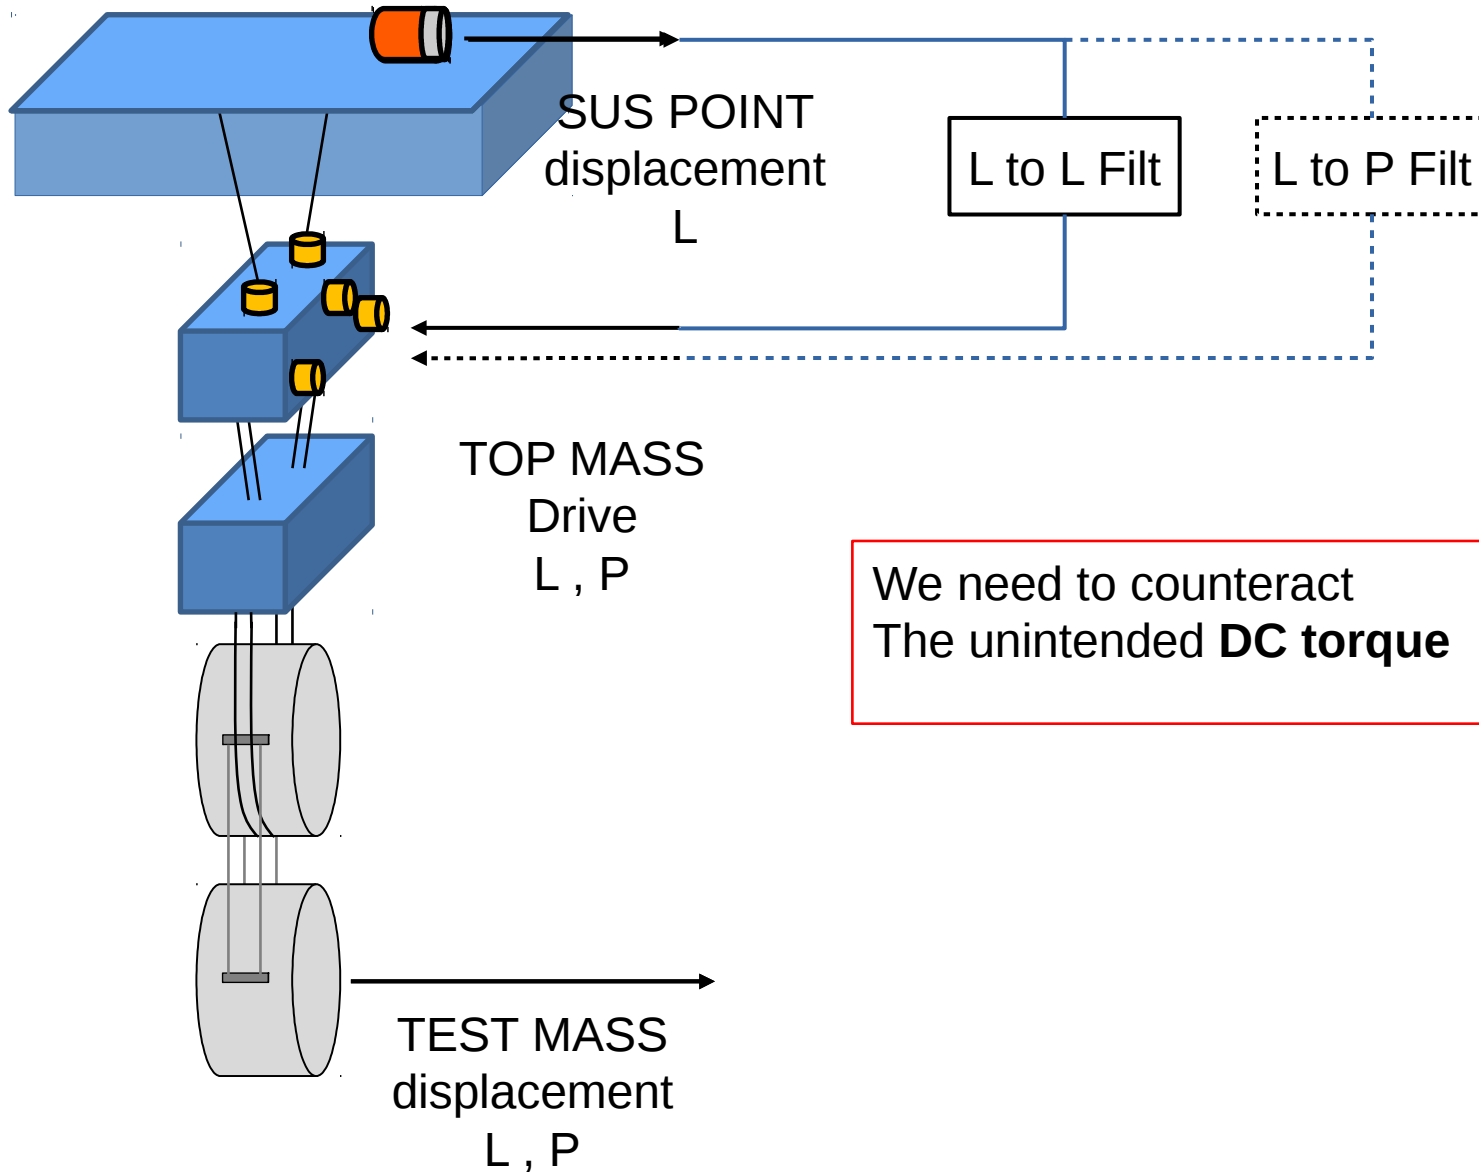 SUS POINT
displacement
L
L to L Filt
L to P Filt
TOP MASS
Drive
L , P
We need to counteract
The unintended DC torque
TEST MASS
displacement
L , P